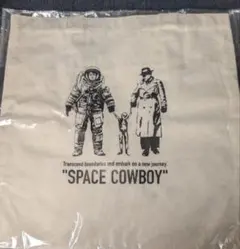 Transcend boundaries and embark on a new journey
"SPACE COWBOY"